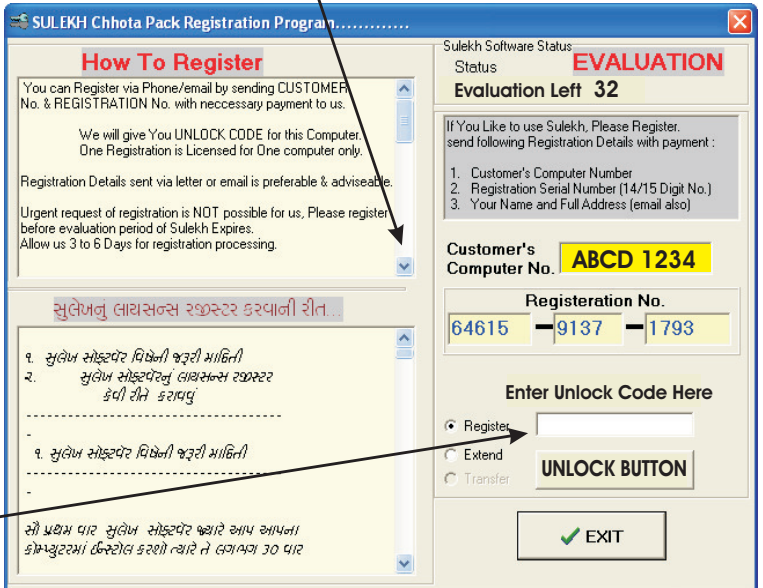 SULEKH Chhota Pack Registration Program.............
How To Register
You can Register via Phone/email by sending CUSTOMER
No. & REGISTRATION No. with neccessary payment to us.
We will give You UNLOCK CODE for this Computer.
One Registration is Licensed for One computer only.
Registration Details sent via letter or email is preferable & adviseable.
Urgent request of registration is NOT possible for us, Please register
before evaluation period of Sulekh Expires.
Allow us 3 to 6 Days for registration processing.
સુલેખનું લાયસન્સ રજીસ્ટર કરવાની રીત...
૧. સુલેખ સોફ્ટવૅર વિષેની જરૂરી માહિતી
૨. સુલેખ સોફ્ટવૅરનું લાયસન્સ રજીસ્ટર
કેવી રીતે કરાવવું
----------------------------------
-
૧. સુલેખ સોફ્ટવૅર વિષેની જરૂરી માહિતી
----------------------------------
-
સૌ પ્રથમ વાર સુલેખ સોફ્ટવૅર જ્યારે આપ આપના
કોમ્પ્યુટરમાં ઈન્સ્ટોલ કરશો ત્યારે તે લગભગ ૩૦ વાર
Sulekh Software Status
Status EVALUATION
Evaluation Left 32
If You Like to use Sulekh, Please Register.
send following Registration Details with payment :
1. Customer's Computer Number
2. Registration Serial Number (14/15 Digit No.)
3. Your Name and Full Address (email also)
Customer's
Computer No. ABCD 1234
Registeration No.
64615 - 9137 - 1793
Enter Unlock Code Here
Register
Extend
Transfer
UNLOCK BUTTON
EXIT